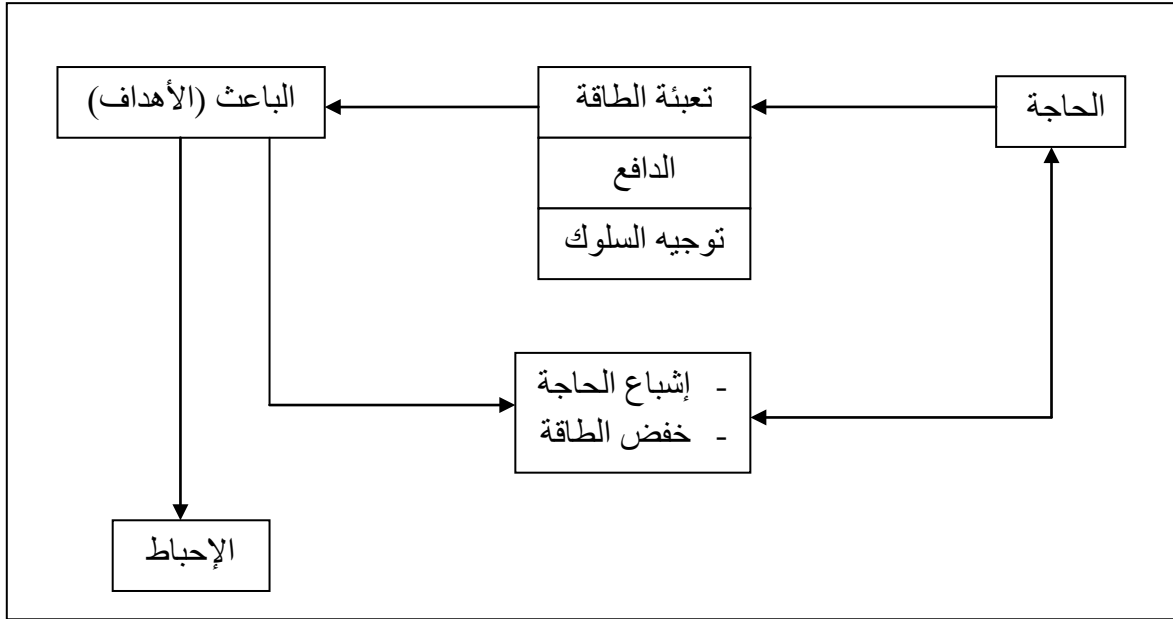 الحاجة
تعبئة الطاقة
الدافع
توجيه السلوك
الباعث (الأهداف)
- إشباع الحاجة
- خفض الطاقة
الإحباط